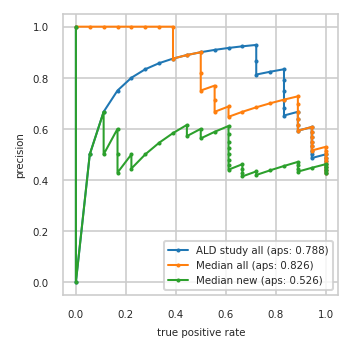 1.0
0.8
0.6
0.4
0.2
0.0
precision
0.0 0.2 0.4 0.6 0.8 1.0
true positive rate
ALD study all (aps: 0.788)
Median all (aps: 0.826)
Median new (aps: 0.526)